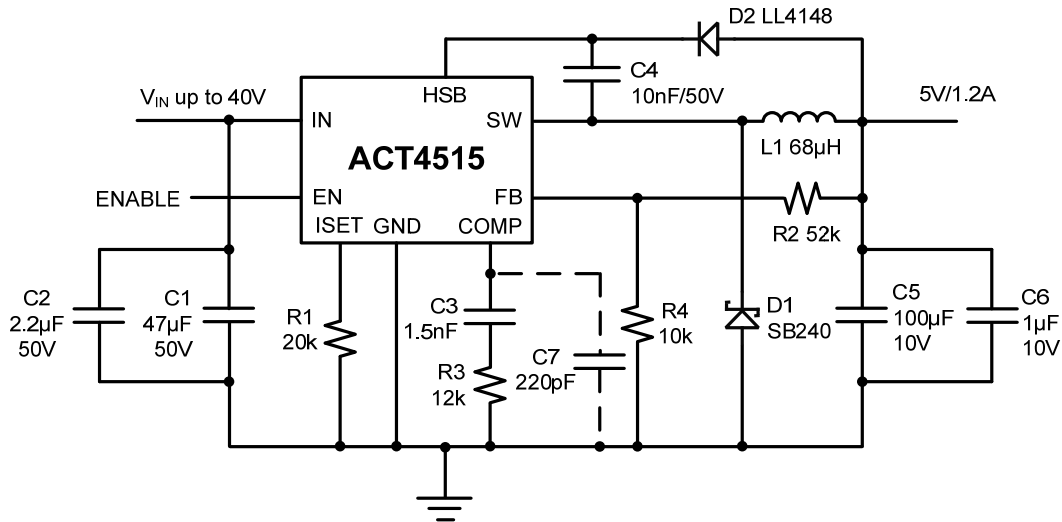 D2 LL4148
C4
10nF/50V
V_IN up to 40V
HSB
5V/1.2A
IN
SW
L1 68µH
ACT4515
ENABLE
EN
FB
ISET
GND
COMP
R2 52k
C2
2.2µF
50V
C1
47µF
50V
R1
20k
C3
1.5nF
R3
12k
C7
220pF
R4
10k
D1
SB240
C5
100µF
10V
C6
1µF
10V